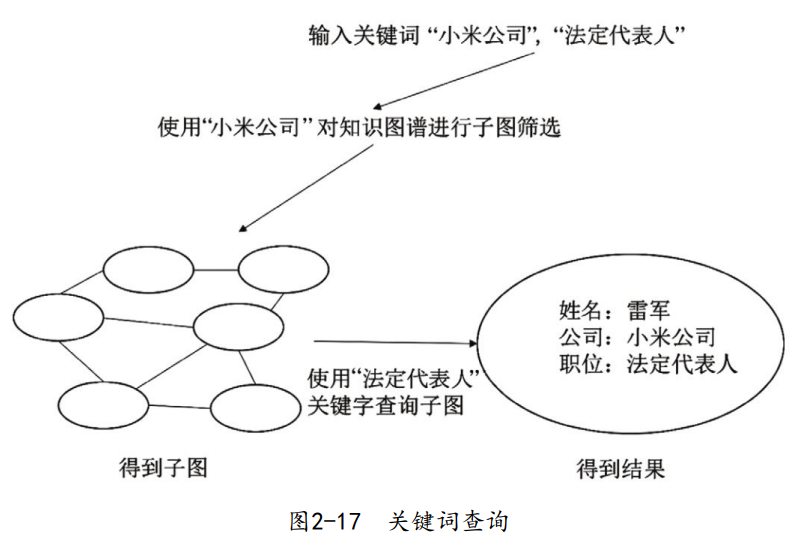 输入关键词“小米公司”,“法定代表人”
使用“小米公司”对知识图谱进行子图筛选
姓名：雷军
公司：小米公司
职位：法定代表人
使用“法定代表人”
关键字查询子图
得到子图
得到结果
图2-17 关键词查询